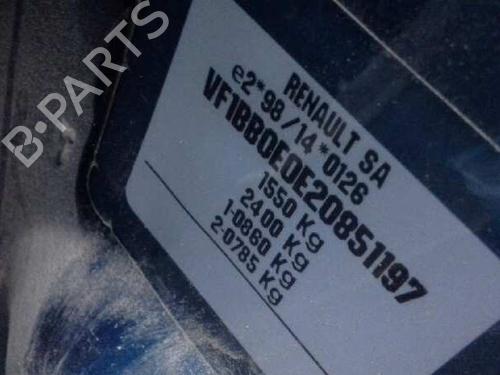 B-PARTS
RENAULT SA
e2*98/14*0126
VF1BB0E0E20851197
1550 Kg
2400 Kg
1-0860 Kg
2-0785 Kg